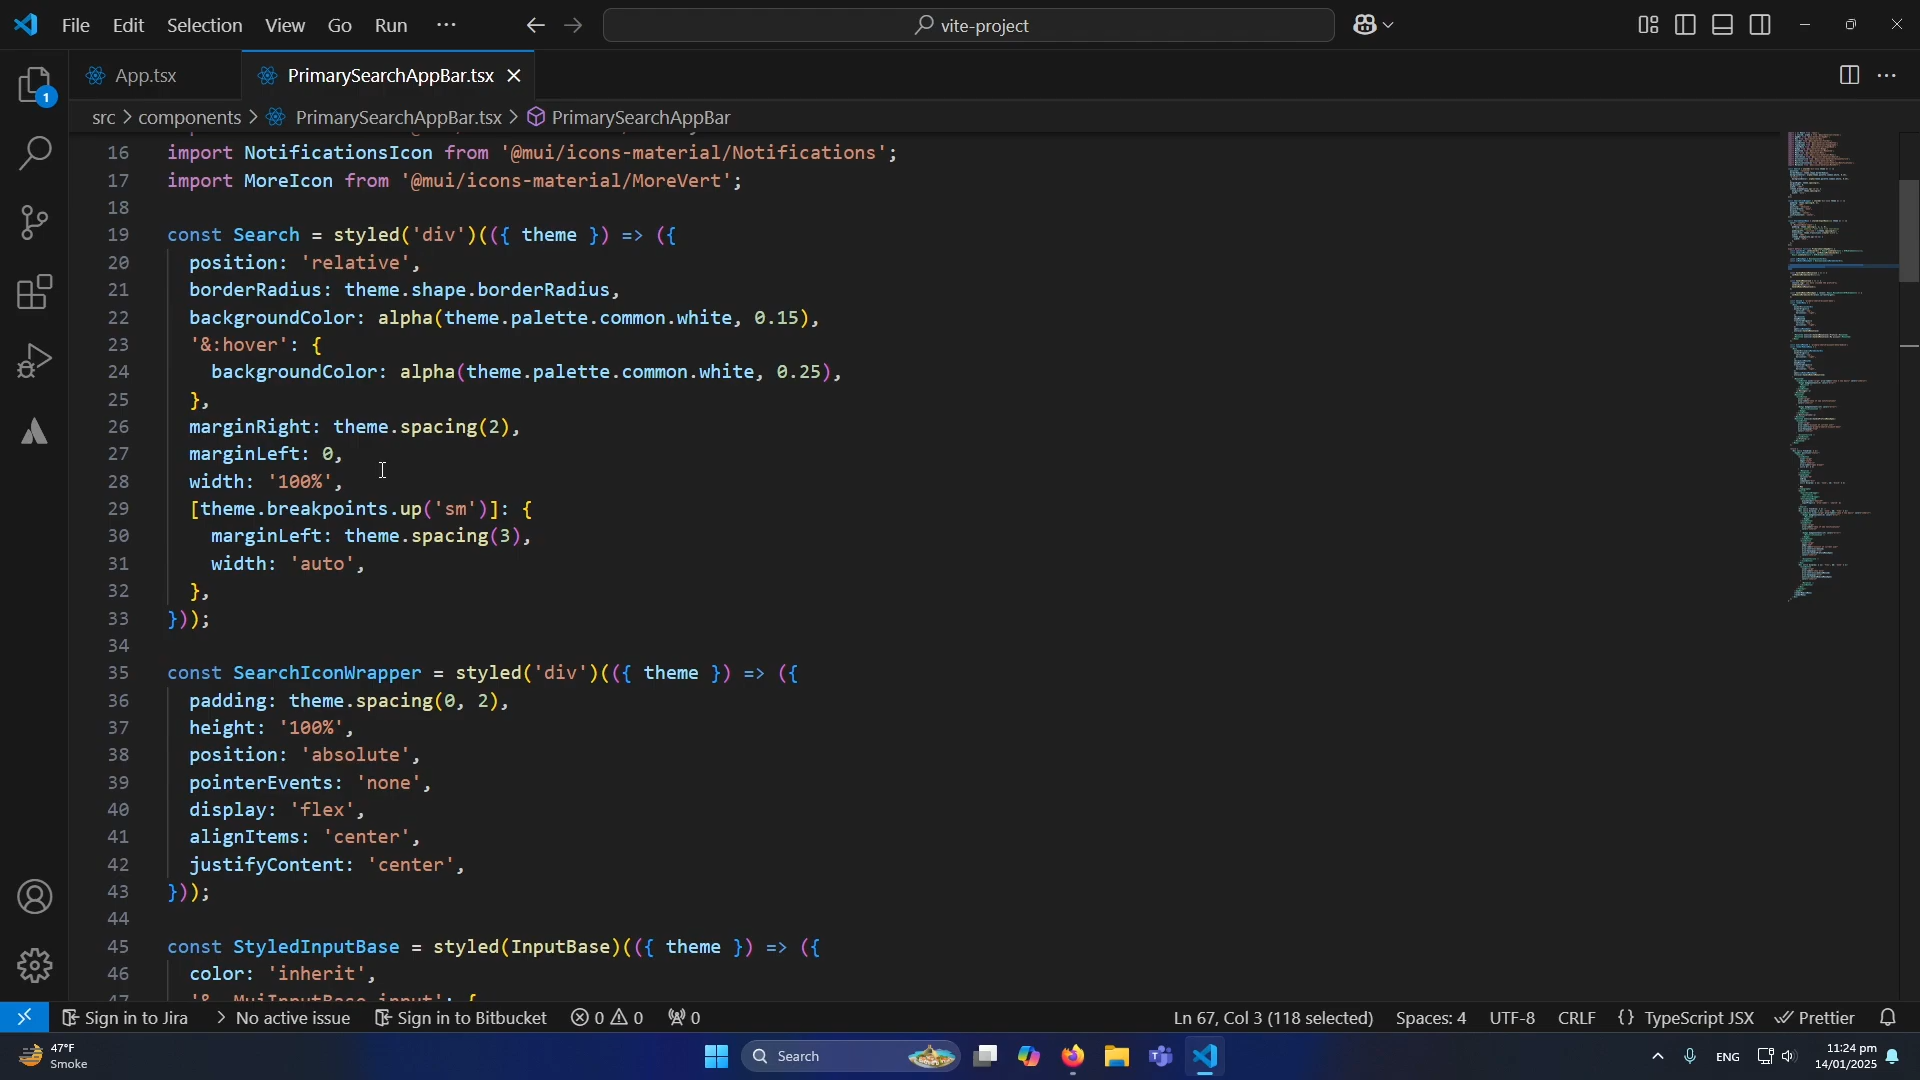 File Edit Selection View Go Run ··· vite-project
App.tsx PrimarySearchAppBar.tsx
src > components > PrimarySearchAppBar.tsx > PrimarySearchAppBar
1
16 import NotificationsIcon from '@mui/icons-material/Notifications';
17 import MoreIcon from '@mui/icons-material/MoreVert';
18
19 const Search = styled('div')(({ theme }) => ({
20 position: 'relative',
21 borderRadius: theme.shape.borderRadius,
22 backgroundColor: alpha(theme.palette.common.white, 0.15),
23 '&:hover': {
24 backgroundColor: alpha(theme.palette.common.white, 0.25),
25 },
26 marginRight: theme.spacing(2),
27 marginLeft: 0,
28 width: '100%',
29 [theme.breakpoints.up('sm')]: {
30 marginLeft: theme.spacing(3),
31 width: 'auto',
32 },
33 }));
34
35 const SearchIconWrapper = styled('div')(({ theme }) => ({
36 padding: theme.spacing(0, 2),
37 height: '100%',
38 position: 'absolute',
39 pointerEvents: 'none',
40 display: 'flex',
41 alignItems: 'center',
42 justifyContent: 'center',
43 }));
44
45 const StyledInputBase = styled(InputBase)(({ theme }) => ({
46 color: 'inherit',
47 '& .MuiInputBase-input': {
Sign in to Jira > No active issue Sign in to Bitbucket 0 0 0 Ln 67, Col 3 (118 selected) Spaces: 4 UTF-8 CRLF {} TypeScript JSX Prettier
47°F
Smoke
Search
ENG
11:24 pm
14/01/2025